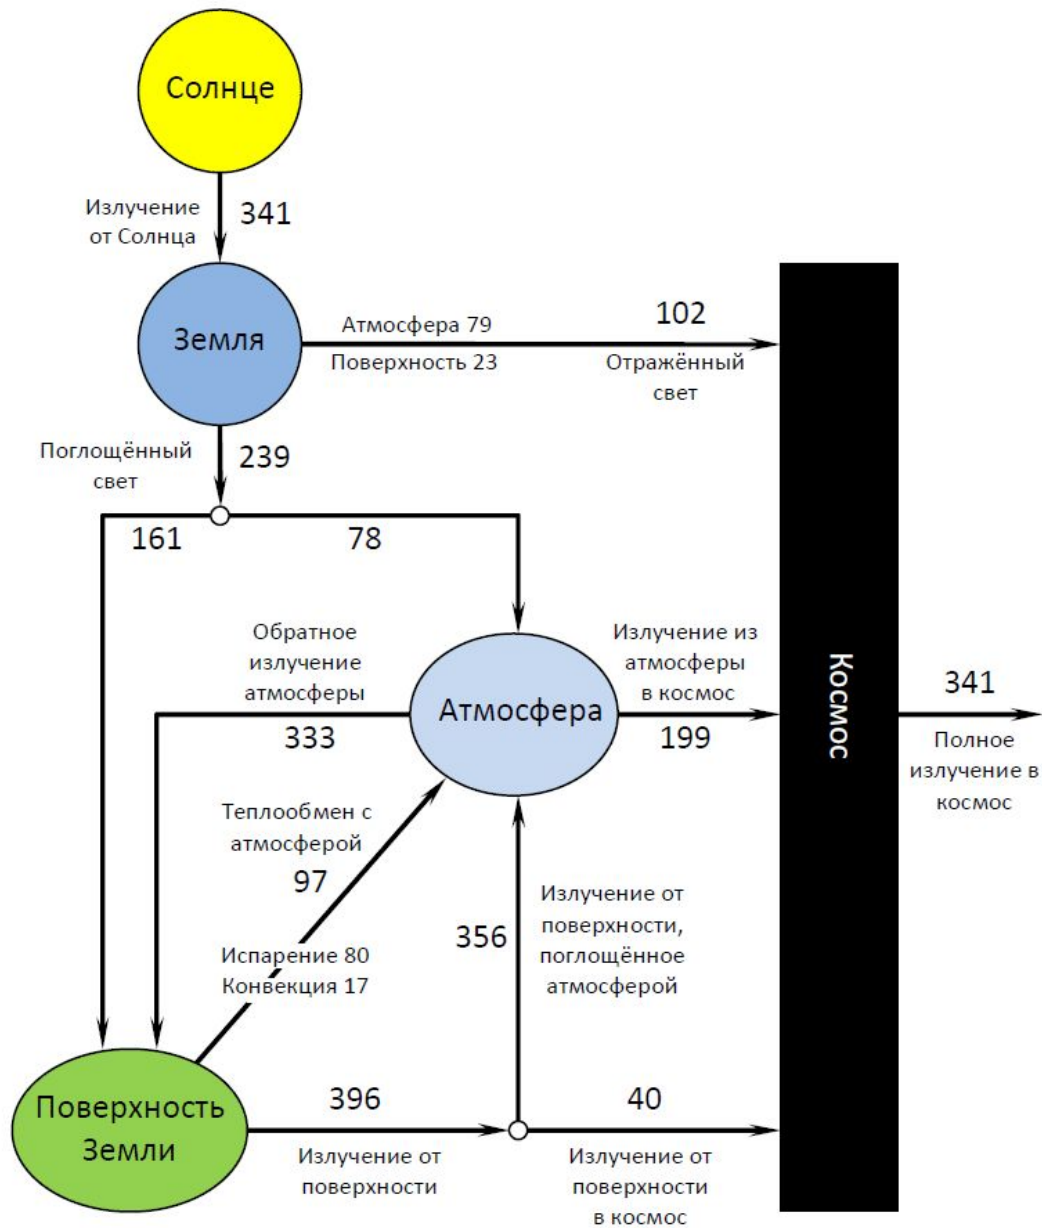 Солнце
Излучение
от Солнца
341
Земля
Атмосфера 79
Поверхность 23
102
Отражённый
свет
Поглощённый
свет
239
161
78
Обратное
излучение
атмосферы
333
Атмосфера
Излучение из
атмосферы
в космос
199
Космос
341
Полное
излучение в
космос
Теплообмен с
атмосферой
97
Испарение 80
Конвекция 17
356
Излучение от
поверхности,
поглощённое
атмосферой
Поверхность
Земли
396
Излучение от
поверхности
40
Излучение от
поверхности
в космос